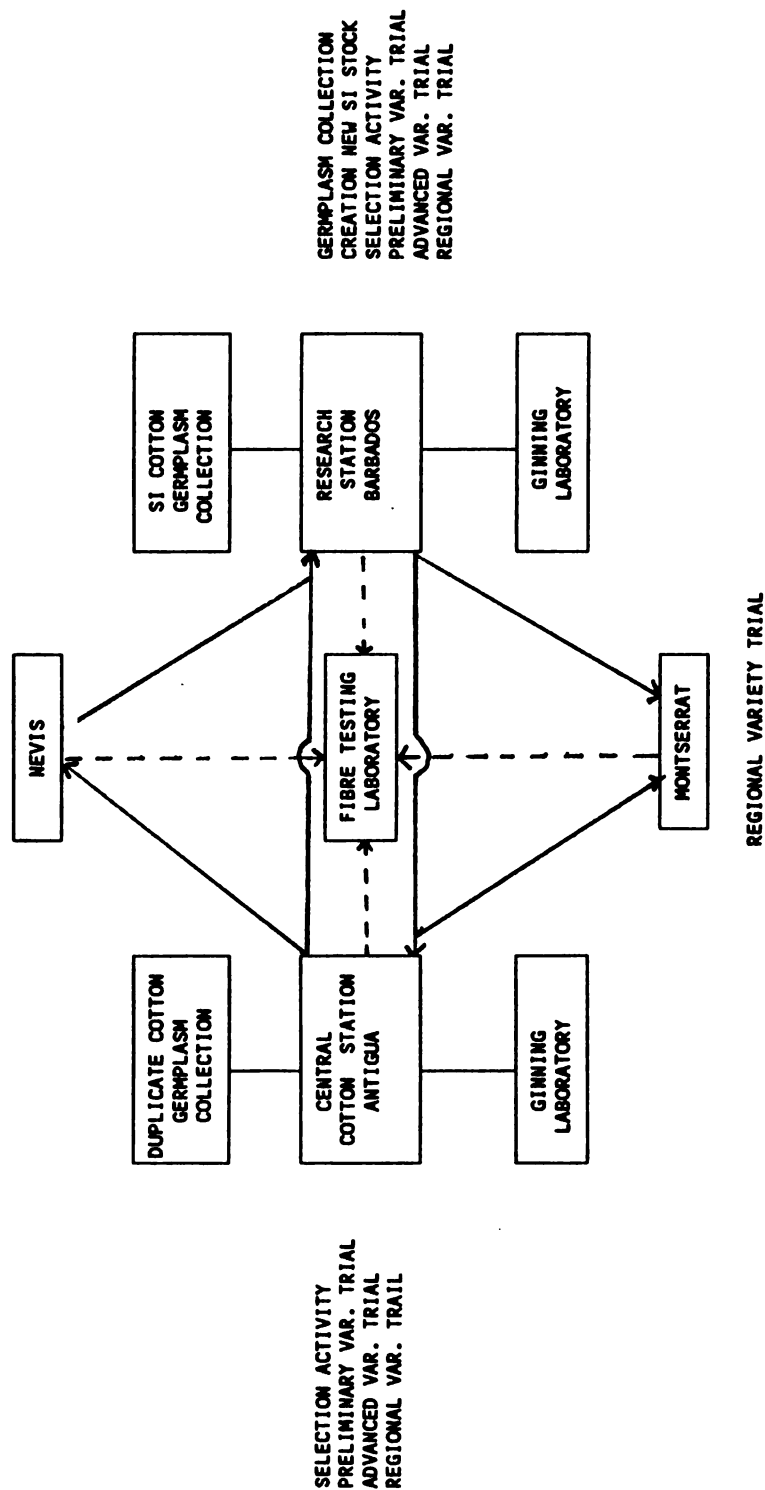 NEVIS
DUPLICATE COTTON
GERMPLASM
COLLECTION
SI COTTON
GERMPLASM
COLLECTION
SELECTION ACTIVITY
PRELIMINARY VAR. TRIAL
ADVANCED VAR. TRIAL
REGIONAL VAR. TRAIL
CENTRAL
COTTON STATION
ANTIGUA
FIBRE TESTING
LABORATORY
RESEARCH
STATION
BARBADOS
GERMPLASM COLLECTION
CREATION NEW SI STOCK
SELECTION ACTIVITY
PRELIMINARY VAR. TRIAL
ADVANCED VAR. TRIAL
REGIONAL VAR. TRIAL
GINNING
LABORATORY
GINNING
LABORATORY
MONTSERRAT
REGIONAL VARIETY TRIAL